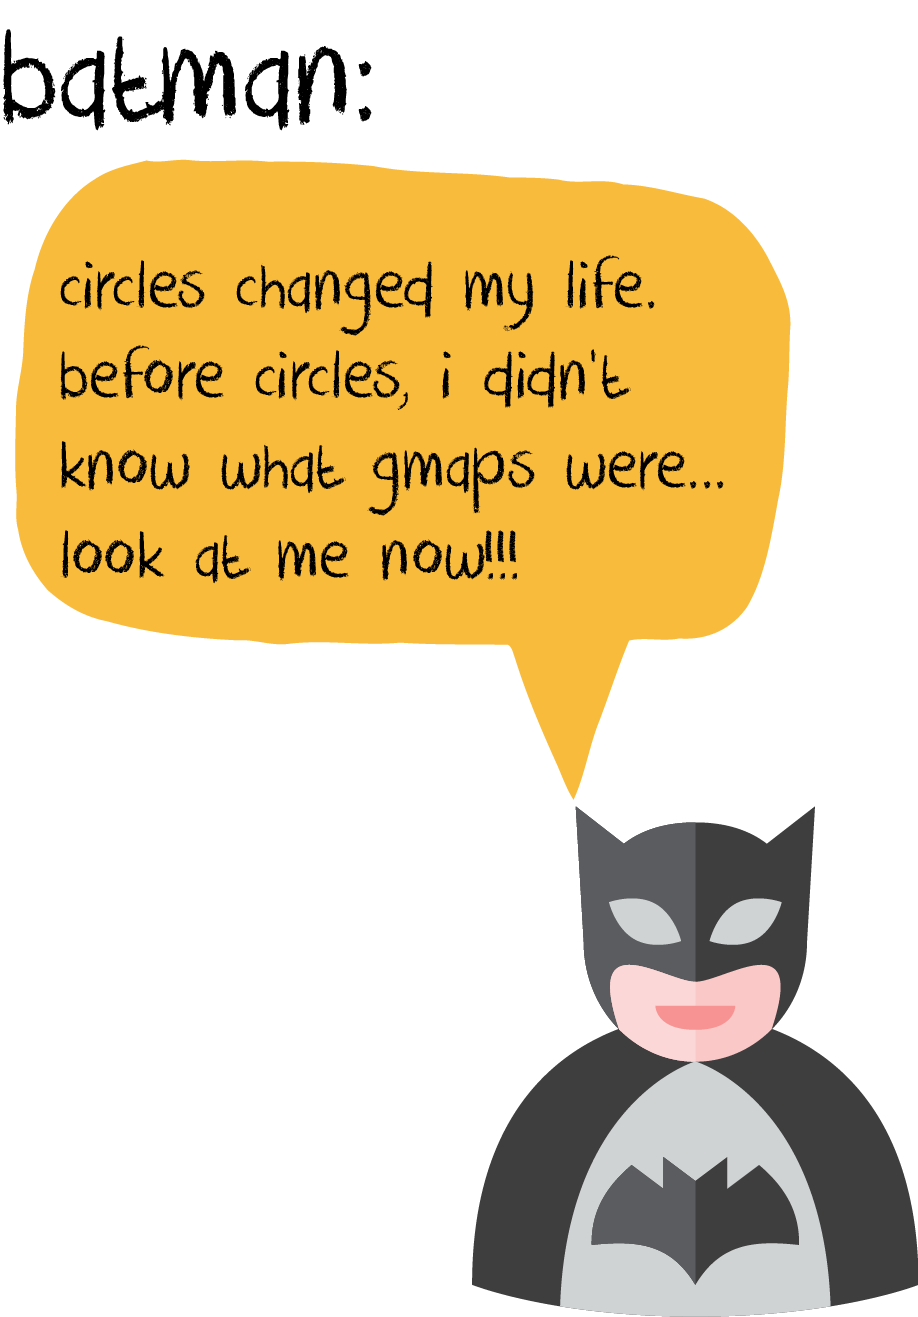 batman:
circles changed my life.
before circles, i didn't
know what gmaps were...
look at me now!!!